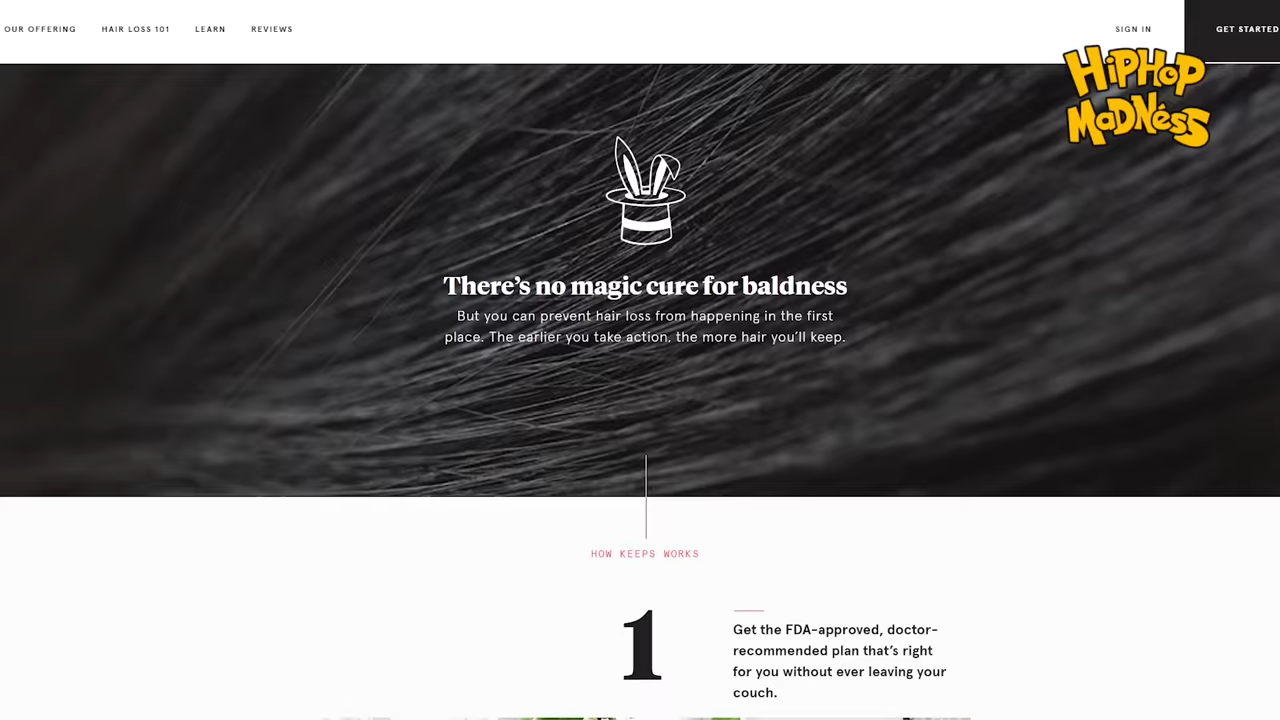 OUR OFFERING HAIR LOSS 101 LEARN REVIEWS SIGN IN GET STARTED
HiPHOP
MaDNéSS
There's no magic cure for baldness
But you can prevent hair loss from happening in the first
place. The earlier you take action, the more hair you'll keep.
HOW KEEPS WORKS
1
Get the FDA-approved, doctor-
recommended plan that's right
for you without ever leaving your
couch.